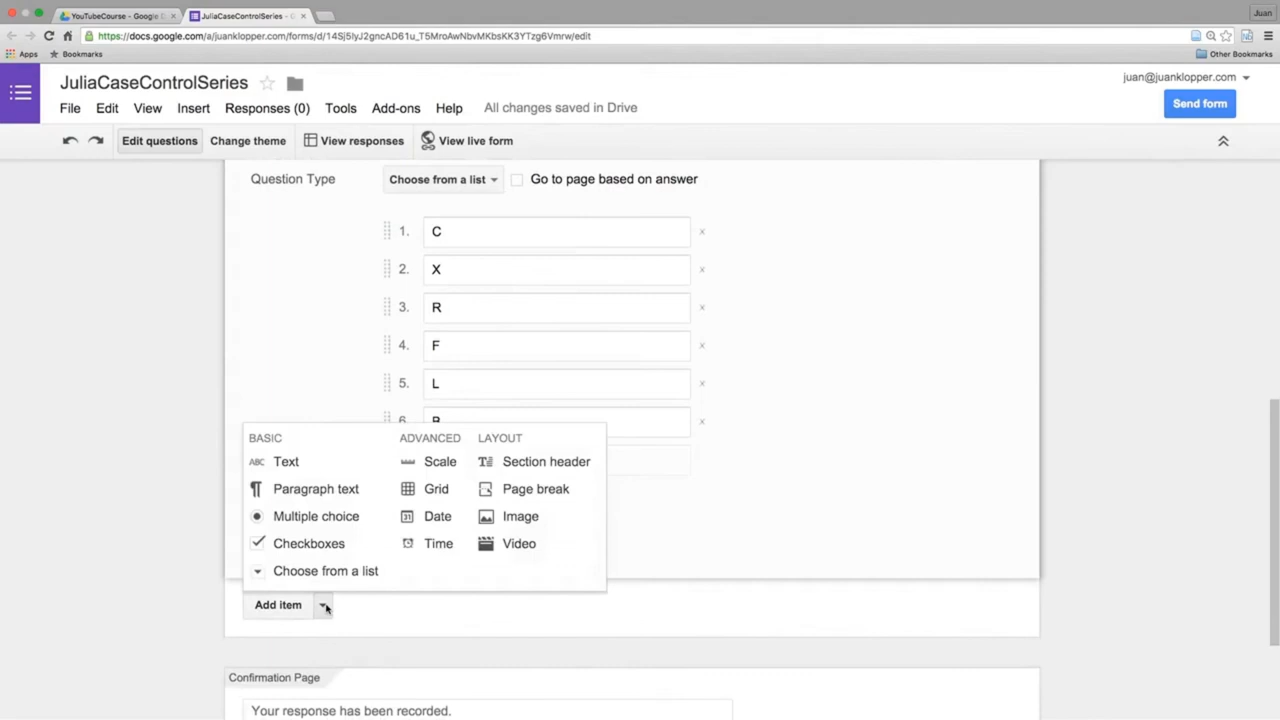 YouTubeCourse - Google D
JuliaCaseControlSeries - G
Juan
https://docs.google.com/a/juanklopper.com/forms/d/14Sj5lyJ2gncAD61u_T5MroAwNbvMKbsKK3YTzg6Vmrw/edit
Apps Bookmarks Other Bookmarks
JuliaCaseControlSeries
juan@juanklopper.com
File Edit View Insert Responses (0) Tools Add-ons Help All changes saved in Drive
Send form
Edit questions Change theme View responses View live form
Question Type Choose from a list Go to page based on answer
1. C
2. X
3. R
4. F
5. L
6.
BASIC ADVANCED LAYOUT
ABC Text Scale Section header
Paragraph text Grid Page break
Multiple choice 31 Date Image
Checkboxes Time Video
Choose from a list
Add item
Confirmation Page
Your response has been recorded.